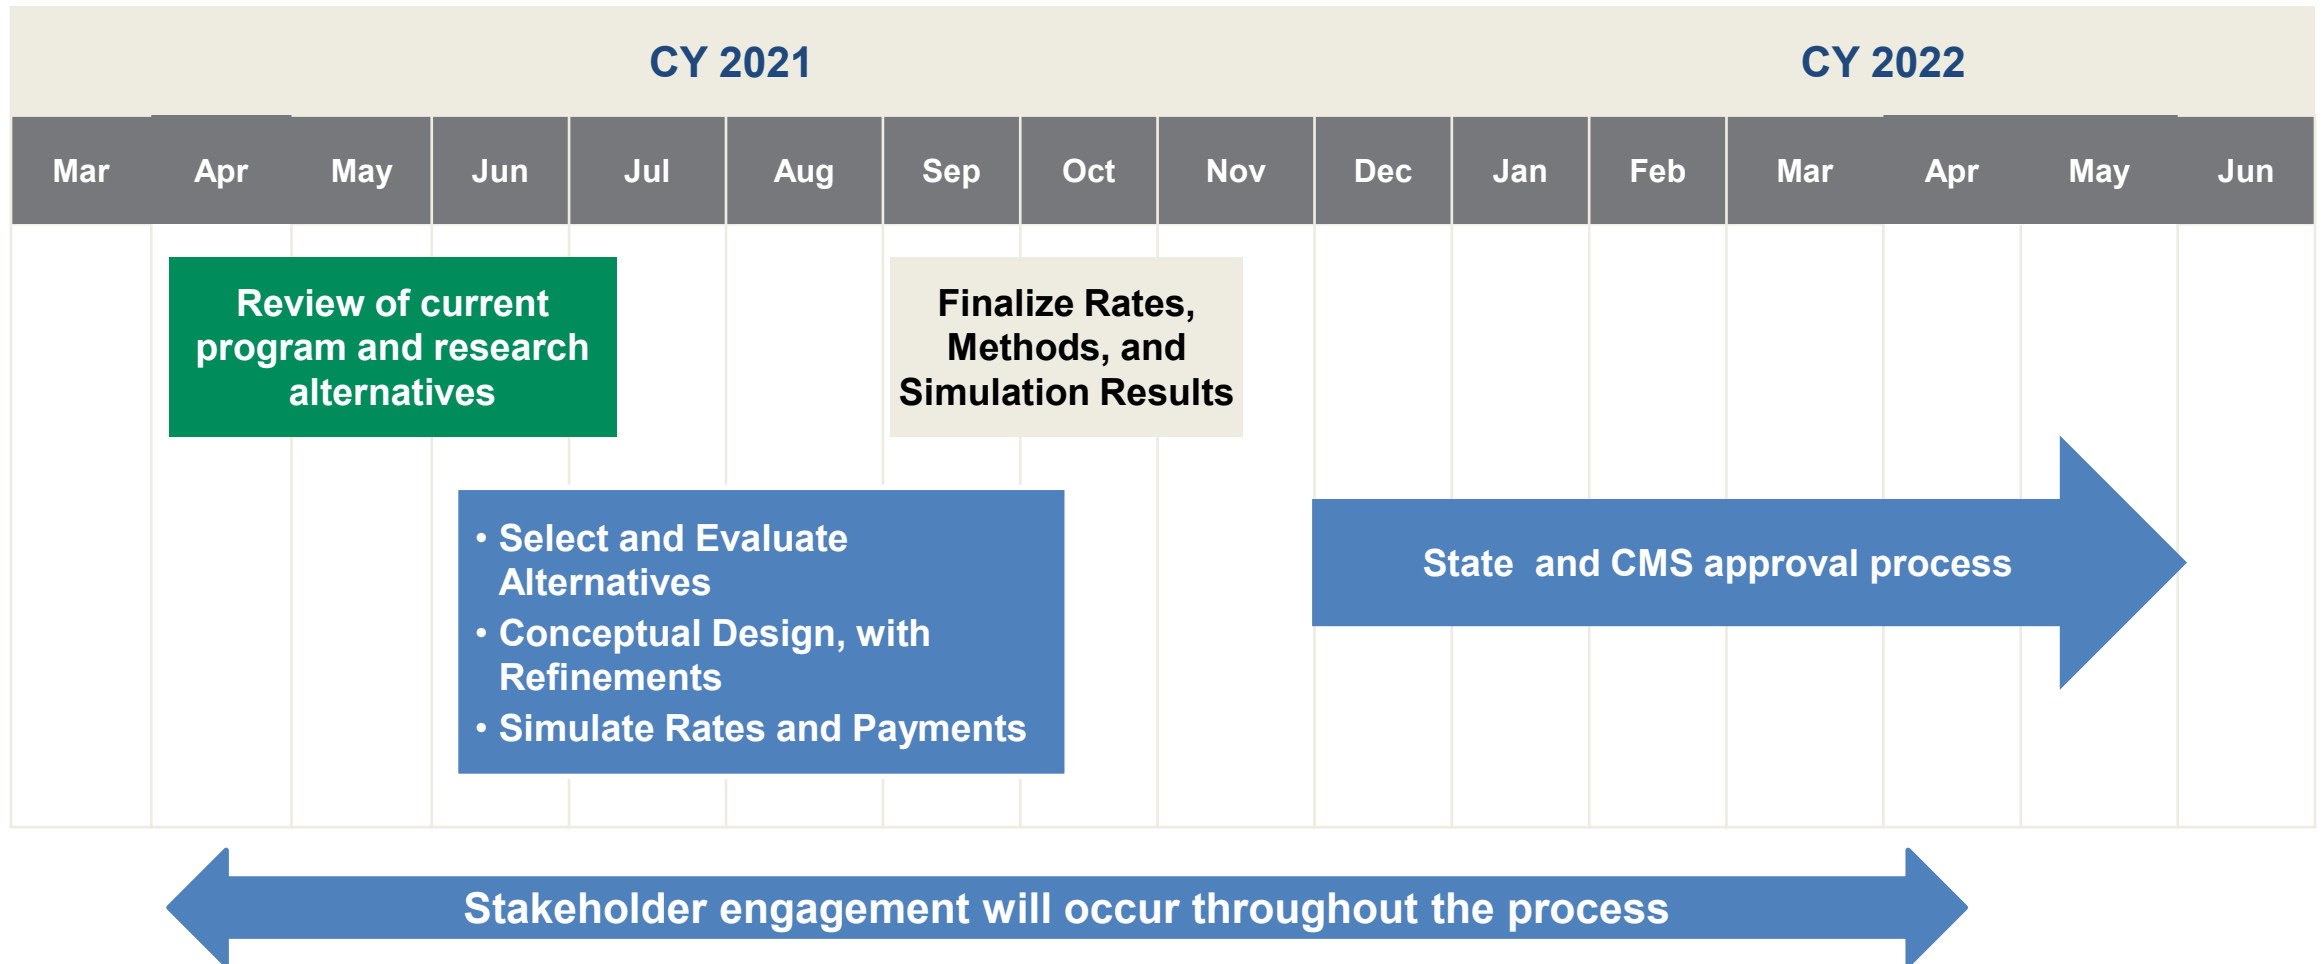 CY 2021
CY 2022
Mar Apr May Jun Jul Aug Sep Oct Nov Dec Jan Feb Mar Apr May Jun
Review of current
program and research
alternatives
Finalize Rates,
Methods, and
Simulation Results
• Select and Evaluate
Alternatives
• Conceptual Design, with
Refinements
• Simulate Rates and Payments
State  and CMS approval process
Stakeholder engagement will occur throughout the process